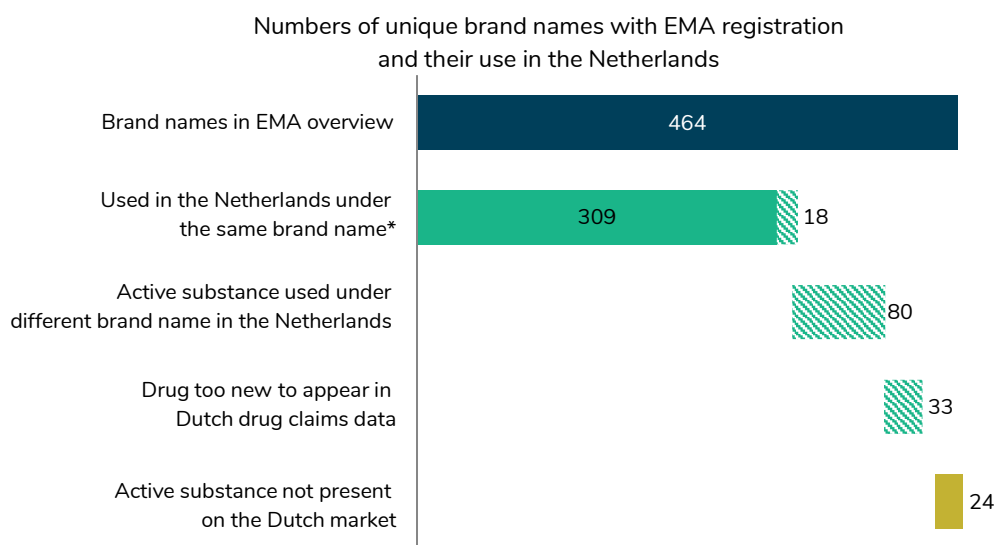 Numbers of unique brand names with EMA registration
and their use in the Netherlands
Brand names in EMA overview
464
Used in the Netherlands under
the same brand name*
309
18
Active substance used under
different brand name in the Netherlands
80
Drug too new to appear in
Dutch drug claims data
33
Active substance not present
on the Dutch market
24